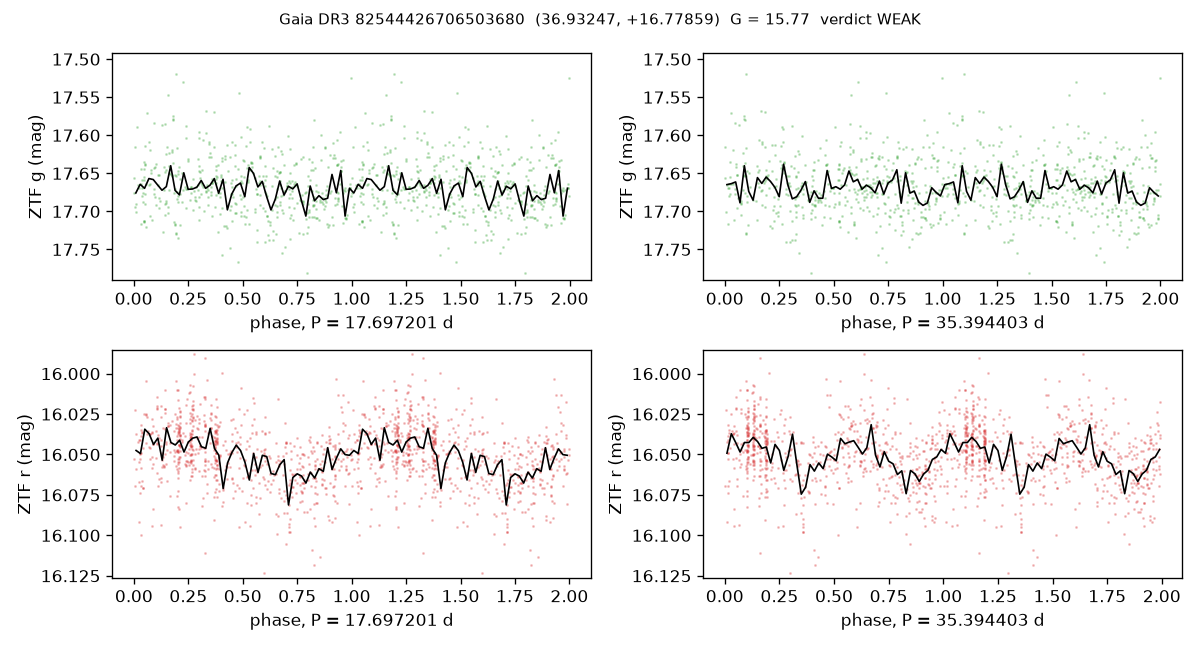 Gaia DR3 82544426706503680 (36.93247, +16.77859) G = 15.77 verdict WEAK
17.50
17.55
17.60
17.65
17.70
17.75
ZTF g (mag)
0.00 0.25 0.50 0.75 1.00 1.25 1.50 1.75 2.00
phase, P = 17.697201 d
17.50
17.55
17.60
17.65
17.70
17.75
ZTF g (mag)
0.00 0.25 0.50 0.75 1.00 1.25 1.50 1.75 2.00
phase, P = 35.394403 d
16.000
16.025
16.050
16.075
16.100
16.125
ZTF r (mag)
0.00 0.25 0.50 0.75 1.00 1.25 1.50 1.75 2.00
phase, P = 17.697201 d
16.000
16.025
16.050
16.075
16.100
16.125
ZTF r (mag)
0.00 0.25 0.50 0.75 1.00 1.25 1.50 1.75 2.00
phase, P = 35.394403 d